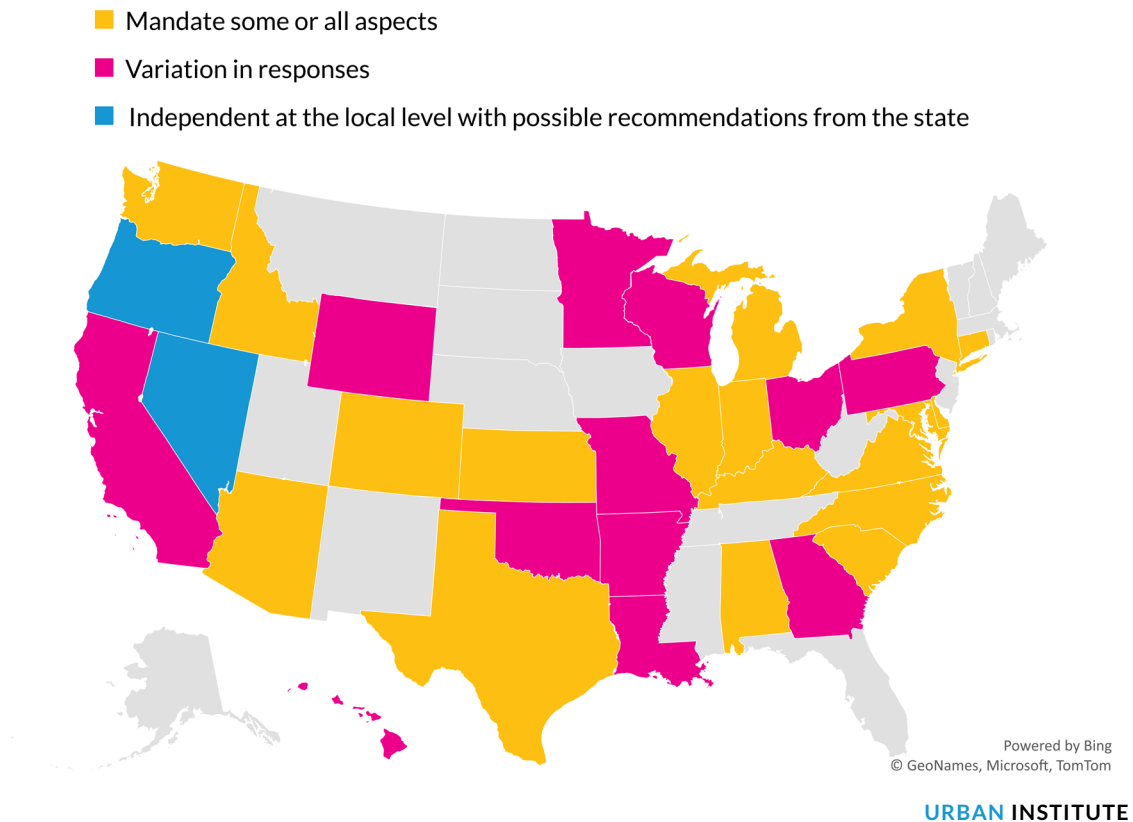 Mandate some or all aspects
Variation in responses
Independent at the local level with possible recommendations from the state
Powered by Bing
© GeoNames, Microsoft, TomTom
URBAN INSTITUTE